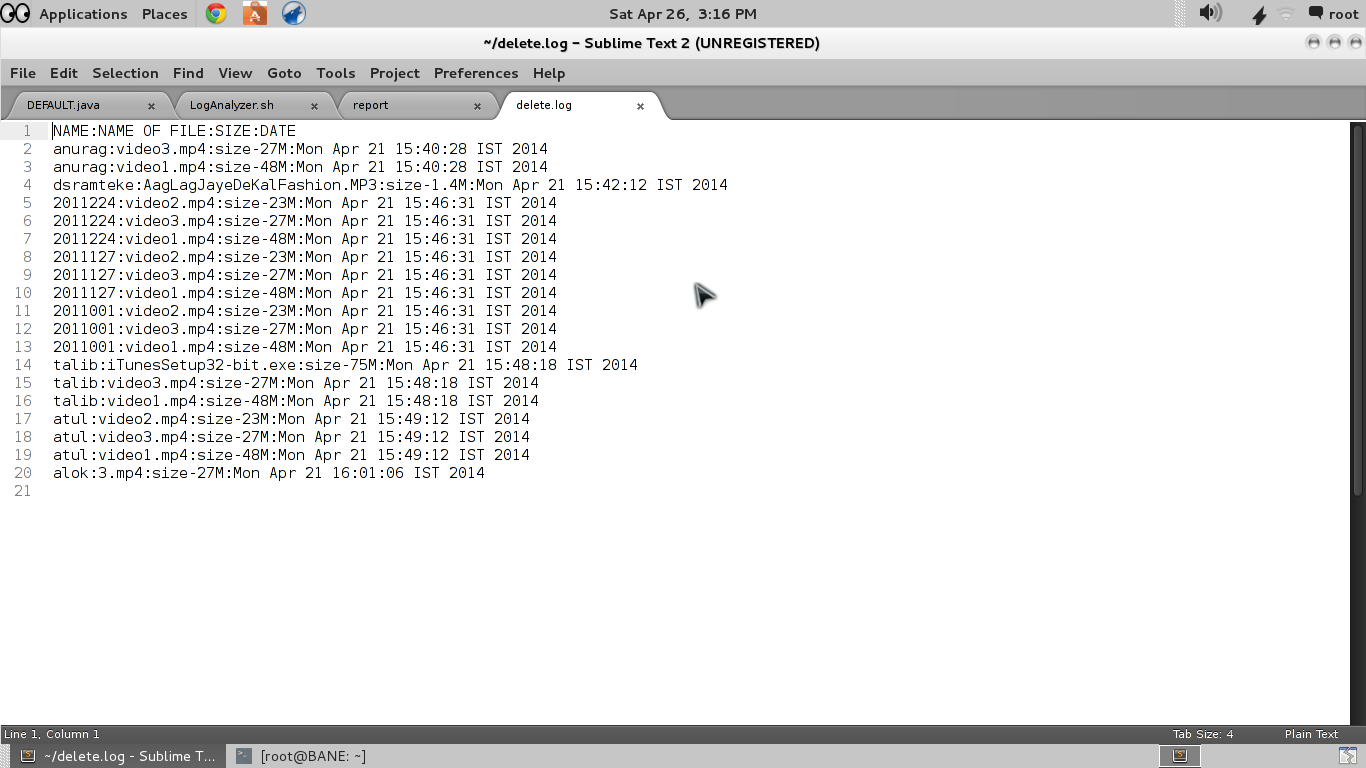 Applications Places Sat Apr 26, 3:16 PM root
~/delete.log - Sublime Text 2 (UNREGISTERED)
File Edit Selection Find View Goto Tools Project Preferences Help
DEFAULT.java × LogAnalyzer.sh × report × delete.log ×
1 NAME:NAME OF FILE:SIZE:DATE
2 anurag:video3.mp4:size-27M:Mon Apr 21 15:40:28 IST 2014
3 anurag:video1.mp4:size-48M:Mon Apr 21 15:40:28 IST 2014
4 dsramteke:AagLagJayeDeKalFashion.MP3:size-1.4M:Mon Apr 21 15:42:12 IST 2014
5 2011224:video2.mp4:size-23M:Mon Apr 21 15:46:31 IST 2014
6 2011224:video3.mp4:size-27M:Mon Apr 21 15:46:31 IST 2014
7 2011224:video1.mp4:size-48M:Mon Apr 21 15:46:31 IST 2014
8 2011127:video2.mp4:size-23M:Mon Apr 21 15:46:31 IST 2014
9 2011127:video3.mp4:size-27M:Mon Apr 21 15:46:31 IST 2014
10 2011127:video1.mp4:size-48M:Mon Apr 21 15:46:31 IST 2014
11 2011001:video2.mp4:size-23M:Mon Apr 21 15:46:31 IST 2014
12 2011001:video3.mp4:size-27M:Mon Apr 21 15:46:31 IST 2014
13 2011001:video1.mp4:size-48M:Mon Apr 21 15:46:31 IST 2014
14 talib:iTunesSetup32-bit.exe:size-75M:Mon Apr 21 15:48:18 IST 2014
15 talib:video3.mp4:size-27M:Mon Apr 21 15:48:18 IST 2014
16 talib:video1.mp4:size-48M:Mon Apr 21 15:48:18 IST 2014
17 atul:video2.mp4:size-23M:Mon Apr 21 15:49:12 IST 2014
18 atul:video3.mp4:size-27M:Mon Apr 21 15:49:12 IST 2014
19 atul:video1.mp4:size-48M:Mon Apr 21 15:49:12 IST 2014
20 alok:3.mp4:size-27M:Mon Apr 21 16:01:06 IST 2014
21
Line 1, Column 1 Tab Size: 4 Plain Text
~/delete.log - Sublime T... [root@BANE: ~]